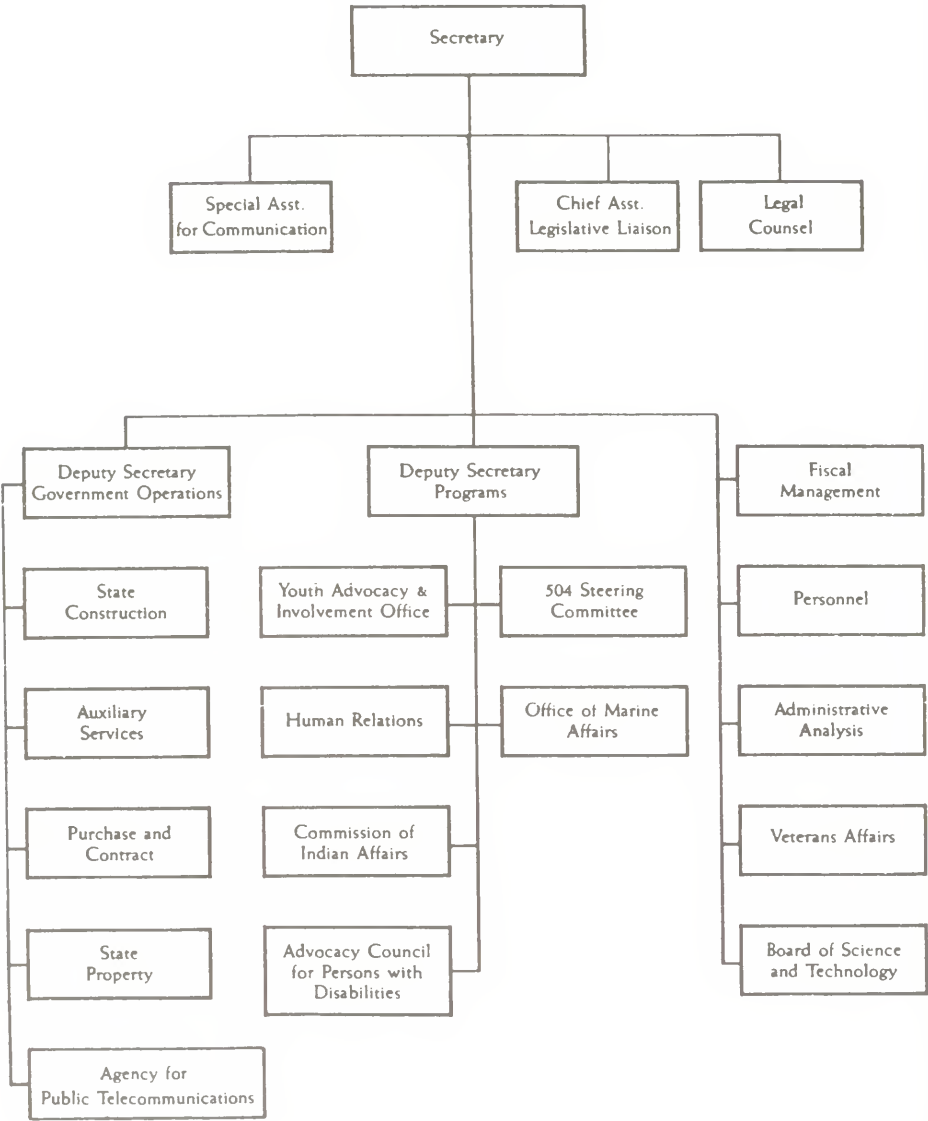 Secretary
Special Asst.
for Communication
Chief Asst.
Legislative Liaison
Legal
Counsel
Deputy Secretary
Government Operations
Deputy Secretary
Programs
Fiscal
Management
State
Construction
Youth Advocacy &
Involvement Office
504 Steering
Committee
Personnel
Auxiliary
Services
Human Relations
Office of Marine
Affairs
Administrative
Analysis
Purchase and
Contract
Commission of
Indian Affairs
Veterans Affairs
State
Property
Advocacy Council
for Persons with
Disabilities
Board of Science
and Technology
Agency for
Public Telecommunications